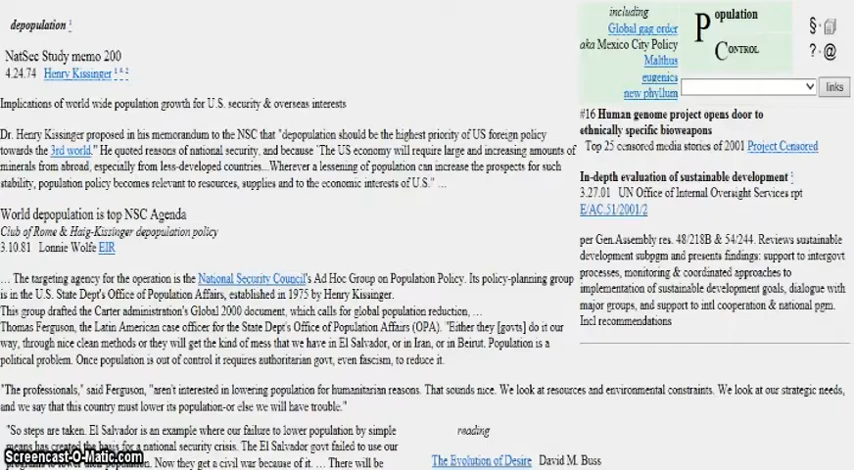 depopulation 1
NatSec Study memo 200
4.24.74 Henry Kissinger
Implications of world wide population growth for U.S. security & overseas interests
Dr. Henry Kissinger proposed in his memorandum to the NSC that "depopulation should be the highest priority of US foreign policy
towards the 3rd world." He quoted reasons of national security, and because 'The US economy will require large and increasing amounts of
minerals from abroad, especially from less-developed countries...Wherever a lessening of population can increase the prospects for such
stability, population policy becomes relevant to resources, supplies and to the economic interests of U.S." ...
World depopulation is top NSC Agenda
Club of Rome & Haig-Kiszinger depopulation policy
3.10.81 Lonnie Wolfe EIR
... The targeting agency for the operation is the National Security Council's Ad Hoc Group on Population Policy. Its policy-planning group
is in the U.S. State Dept's Office of Population Affairs, established in 1975 by Henry Kissinger.
This group drafted the Carter administration's Global 2000 document, which calls for global population reduction, ...
Thomas Ferguson, the Latin American case officer for the State Dept's Office of Population Affairs (OPA). "Either they [govts] do it our
way, through nice clean methods or they will get the kind of mess that we have in El Salvador, or in Iran, or in Beirut. Population is a
political problem. Once population is out of control it requires authoritarian govt, even fascism, to reduce it.
"The professionals," said Ferguson, "aren't interested in lowering population for humanitarian reasons. That sounds nice. We look at resources and environmental constraints. We look at our strategic needs,
and we say that this country must lower its population-or else we will have trouble."
"So steps are taken. El Salvador is an example where our failure to lower population by simple
means has created the basis for a national security crisis. The El Salvador govt failed to use our
programs to lower their population. Now they get a civil war because of it. ... There will be
Screencast-O-Matic.com
including
Global gag order
aka Mexico City Policy
Malthus
eugenics
new phyllum
Population
Control
§ ·
? · @
links
#16 Human genome project opens door to
ethnically specific bioweapons
Top 25 censored media stories of 2001 Project Censored
In-depth evaluation of sustainable development
3.27.01 UN Office of Internal Oversight Services rpt
E/AC.51/2001/2
per Gen.Assembly res. 48/218B & 54/244. Reviews sustainable
development subpgm and presents findings: support to intergovt
processes, monitoring & coordinated approaches to
implementation of sustainable development goals, dialogue with
major groups, and support to intl cooperation & national pgm.
Incl recommendations
reading
The Evolution of Desire David M. Buss